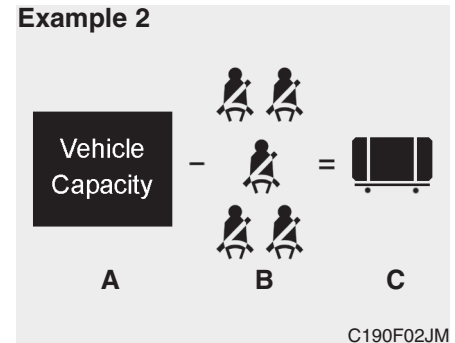 Example 2
Vehicle
Capacity
–
=
A
B
C
C190F02JM